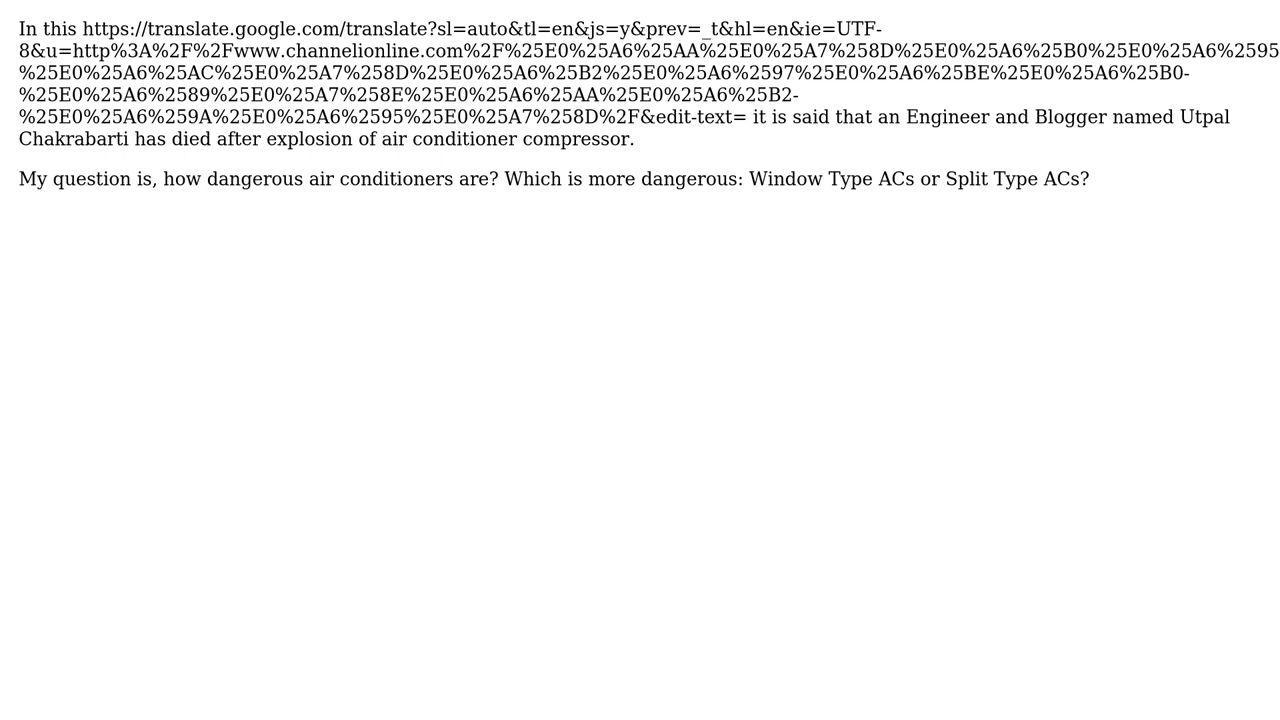 In this https://translate.google.com/translate?sl=auto&tl=en&js=y&prev=_t&hl=en&ie=UTF-
8&u=http%3A%2F%2Fwww.channelionline.com%2F%25E0%25A6%25AA%25E0%25A7%258D%25E0%25A6%25B0%25E0%25A6%2595
%25E0%25A6%25AC%25E0%25A7%258D%25E0%25A6%25B2%25E0%25A6%2597%25E0%25A6%25BE%25E0%25A6%25B0-
%25E0%25A6%2589%25E0%25A7%258E%25E0%25A6%25AA%25E0%25A6%25B2-
%25E0%25A6%259A%25E0%25A6%2595%25E0%25A7%258D%2F&edit-text= it is said that an Engineer and Blogger named Utpal
Chakrabarti has died after explosion of air conditioner compressor.
My question is, how dangerous air conditioners are? Which is more dangerous: Window Type ACs or Split Type ACs?